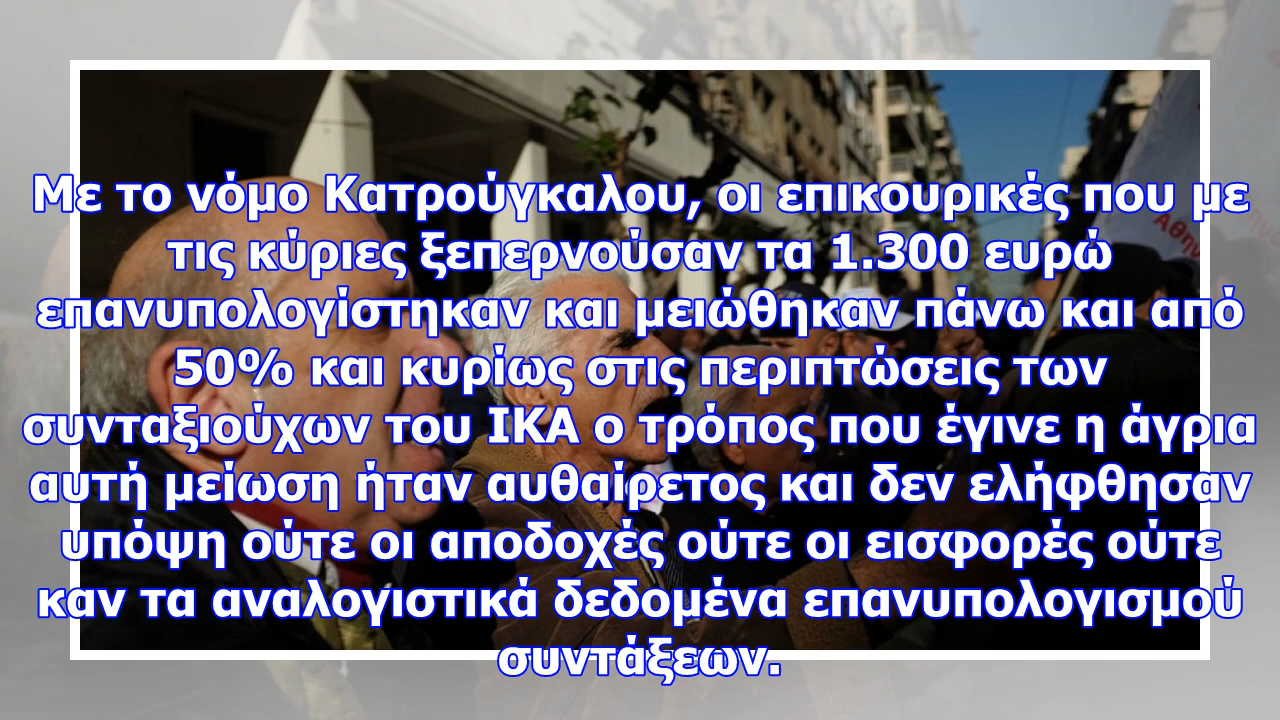 Με το νόμο Κατρούγκαλου, οι επικουρικές που με
τις κύριες ξεπερνούσαν τα 1.300 ευρώ
επανυπολογίστηκαν και μειώθηκαν πάνω και από
50% και κυρίως στις περιπτώσεις των
συνταξιούχων του ΙΚΑ ο τρόπος που έγινε η άγρια
αυτή μείωση ήταν αυθαίρετος και δεν ελήφθησαν
υπόψη ούτε οι αποδοχές ούτε οι εισφορές ούτε
καν τα αναλογιστικά δεδομένα επανυπολογισμού
συντάξεων.